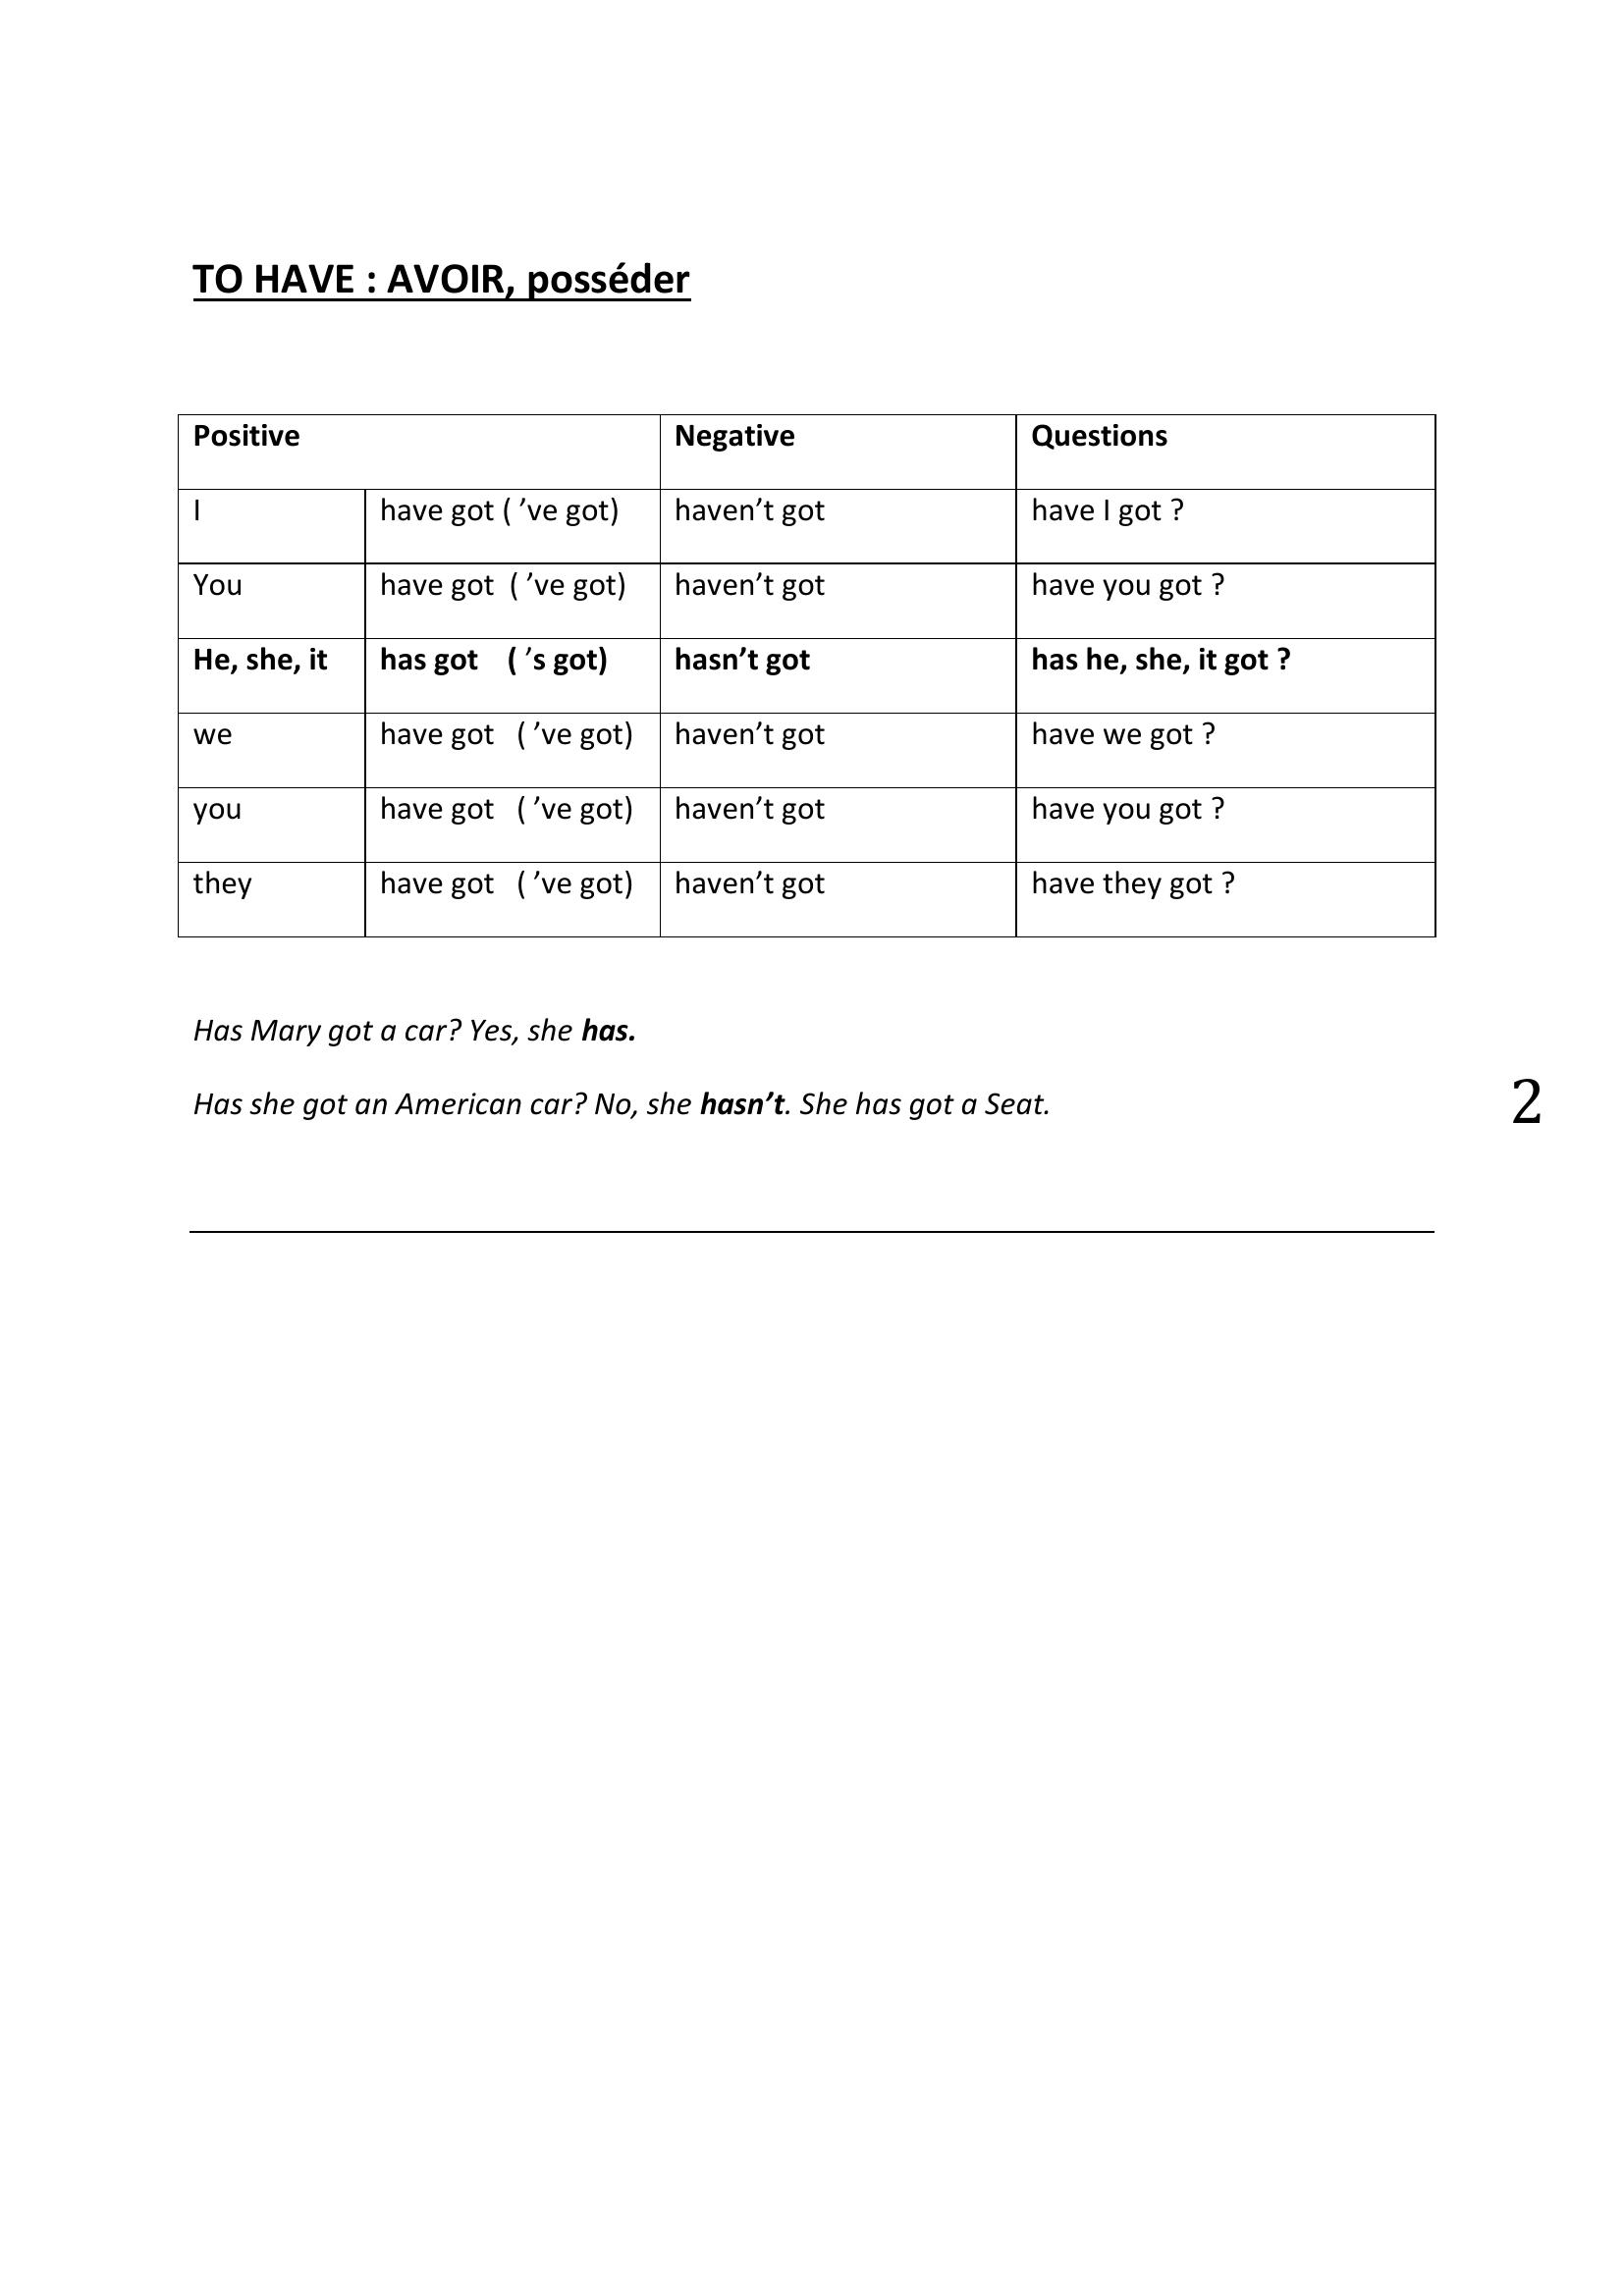 TO HAVE : AVOIR, posséder
Positive Negative Questions
I have got ( ’ve got) haven’t got have I got ?
You have got ( ’ve got) haven’t got have you got ?
He, she, it has got ( ’s got) hasn’t got has he, she, it got ?
we have got ( ’ve got) haven’t got have we got ?
you have got ( ’ve got) haven’t got have you got ?
they have got ( ’ve got) haven’t got have they got ?
Has Mary got a car? Yes, she has.
Has she got an American car? No, she hasn’t. She has got a Seat.
2